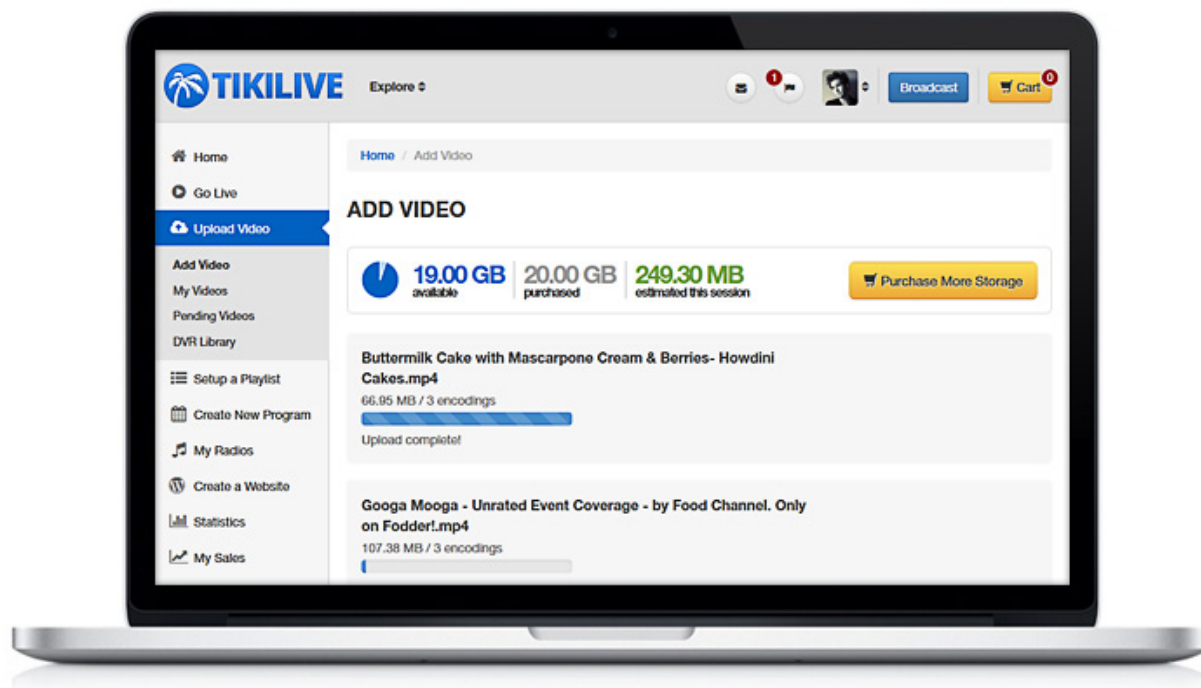 TIKILIVE
Explore
1
Broadcast
Cart
0
Home
Go Live
Upload Video
Add Video
My Videos
Pending Videos
DVR Library
Setup a Playlist
Create New Program
My Radios
Create a Website
Statistics
My Sales
Home / Add Video
ADD VIDEO
19.00 GB
available
20.00 GB
purchased
249.30 MB
estimated this session
Purchase More Storage
Buttermilk Cake with Mascarpone Cream & Berries- Howdini
Cakes.mp4
66.95 MB / 3 encodings
Upload complete!
Googa Mooga - Unrated Event Coverage - by Food Channel. Only
on Fodder!.mp4
107.38 MB / 3 encodings